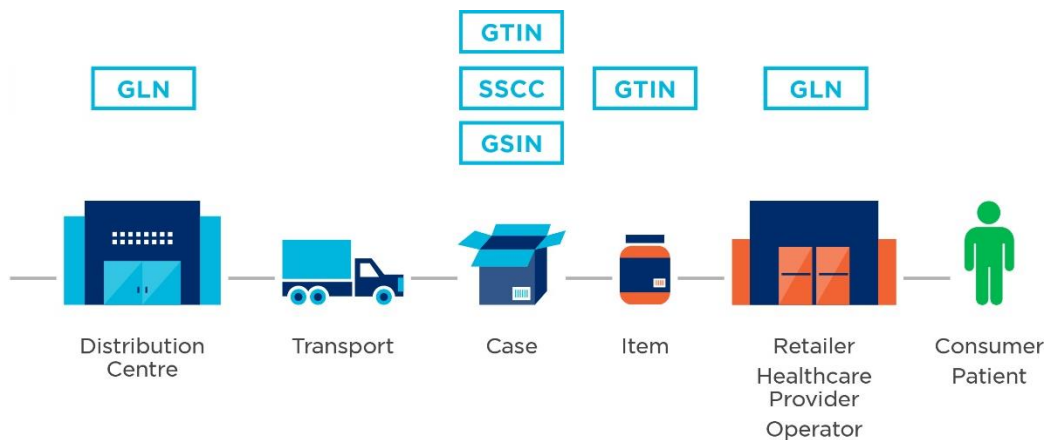 GTIN
GLN
SSCC
GTIN
GLN
GSIN
Distribution
Centre
Transport
Case
Item
Retailer
Healthcare
Provider
Operator
Consumer
Patient